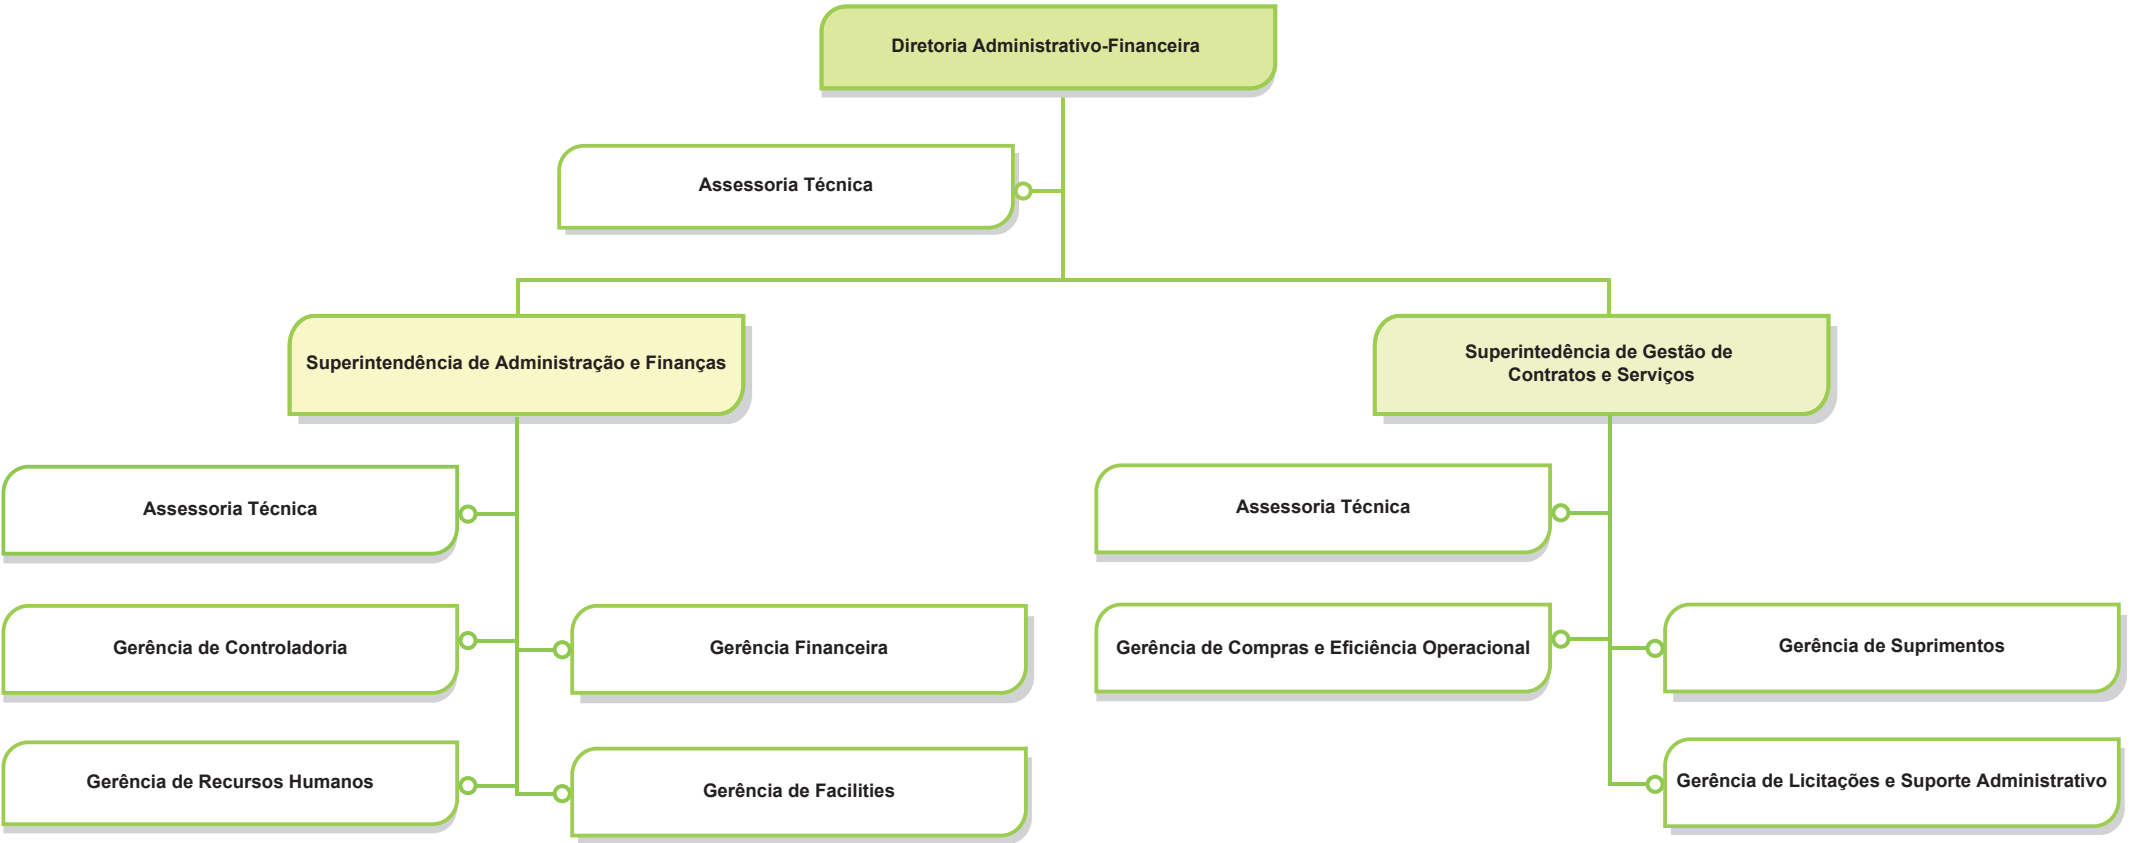 Diretoria Administrativo-Financeira
Assessoria Técnica
Superintendência de Administração e Finanças
Superintedência de Gestão de
Contratos e Serviços
Assessoria Técnica
Assessoria Técnica
Gerência de Controladoria
Gerência Financeira
Gerência de Compras e Eficiência Operacional
Gerência de Suprimentos
Gerência de Recursos Humanos
Gerência de Facilities
Gerência de Licitações e Suporte Administrativo